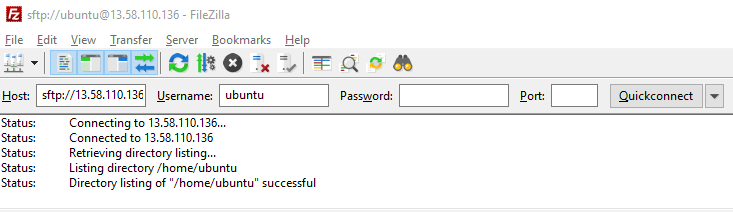 Fz sftp://ubuntu@13.58.110.136 - FileZilla
File Edit View Transfer Server Bookmarks Help
Host: sftp://13.58.110.136 Username: ubuntu Password: Port: Quickconnect
Status: Connecting to 13.58.110.136...
Status: Connected to 13.58.110.136
Status: Retrieving directory listing...
Status: Listing directory /home/ubuntu
Status: Directory listing of "/home/ubuntu" successful